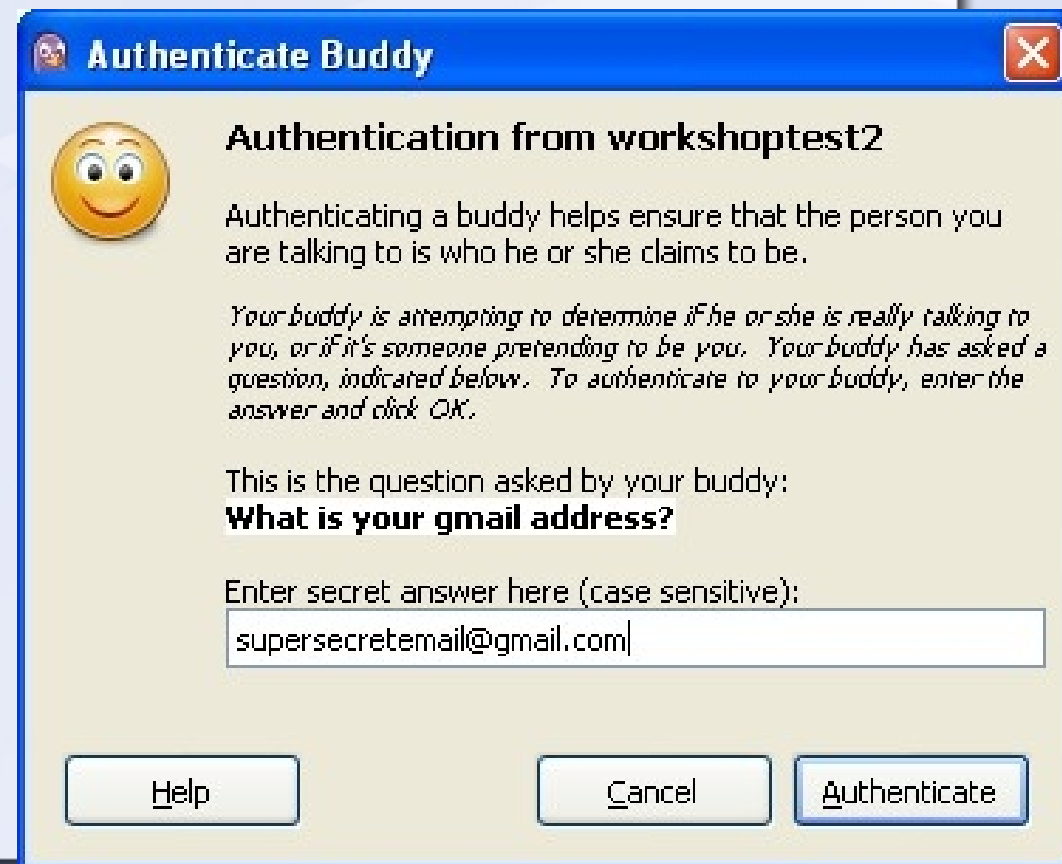 Authenticate Buddy
Authentication from workshoptest2
Authenticating a buddy helps ensure that the person you
are talking to is who he or she claims to be.
Your buddy is attempting to determine if he or she is really talking to
you, or if it's someone pretending to be you. Your buddy has asked a
question, indicated below. To authenticate to your buddy, enter the
answer and click OK.
This is the question asked by your buddy:
What is your gmail address?
Enter secret answer here (case sensitive):
supersecretemail@gmail.com
Help Cancel Authenticate